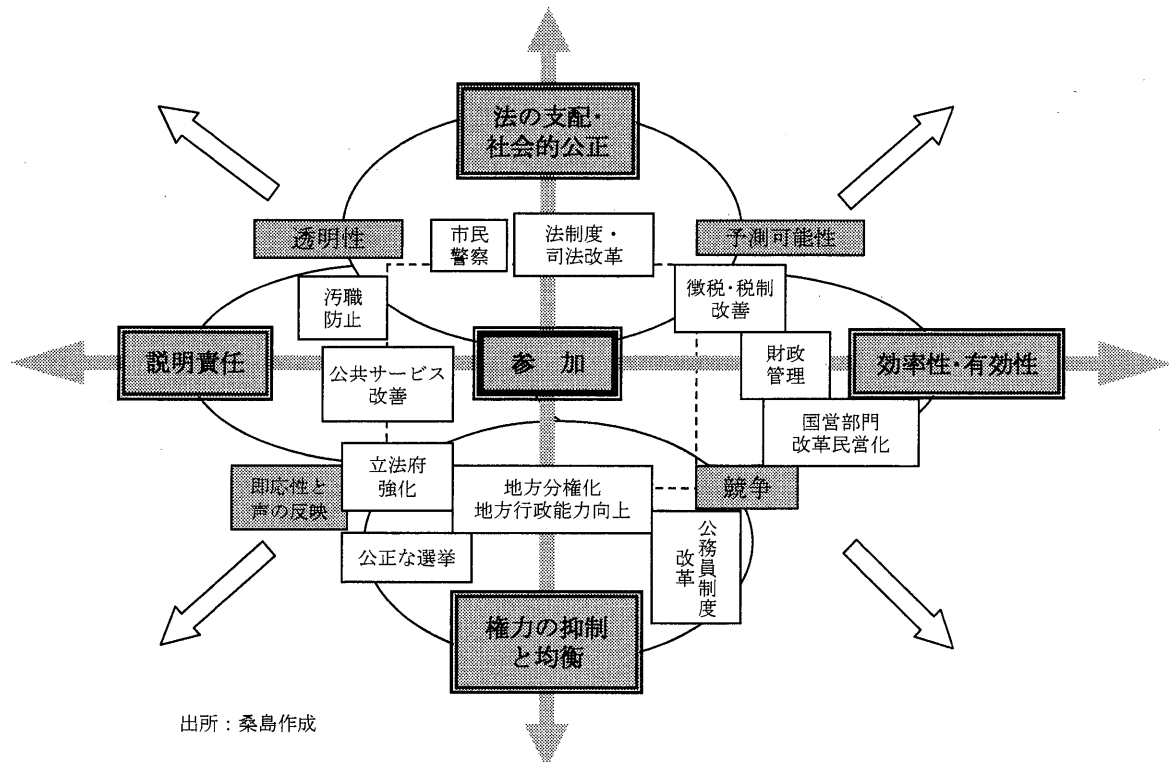 法の支配・
社会的公正
透明性
市民
警察
法制度・
司法改革
予測可能性
汚職
防止
徴税・税制
改善
説明責任
公共サービス
改善
参 加
財政
管理
効率性・有効性
国営部門
改革民営化
即応性と
声の反映
立法府
強化
地方分権化
地方行政能力向上
競争
公正な選挙
公務員制度
改革
権力の抑制
と均衡
出所：桑島作成